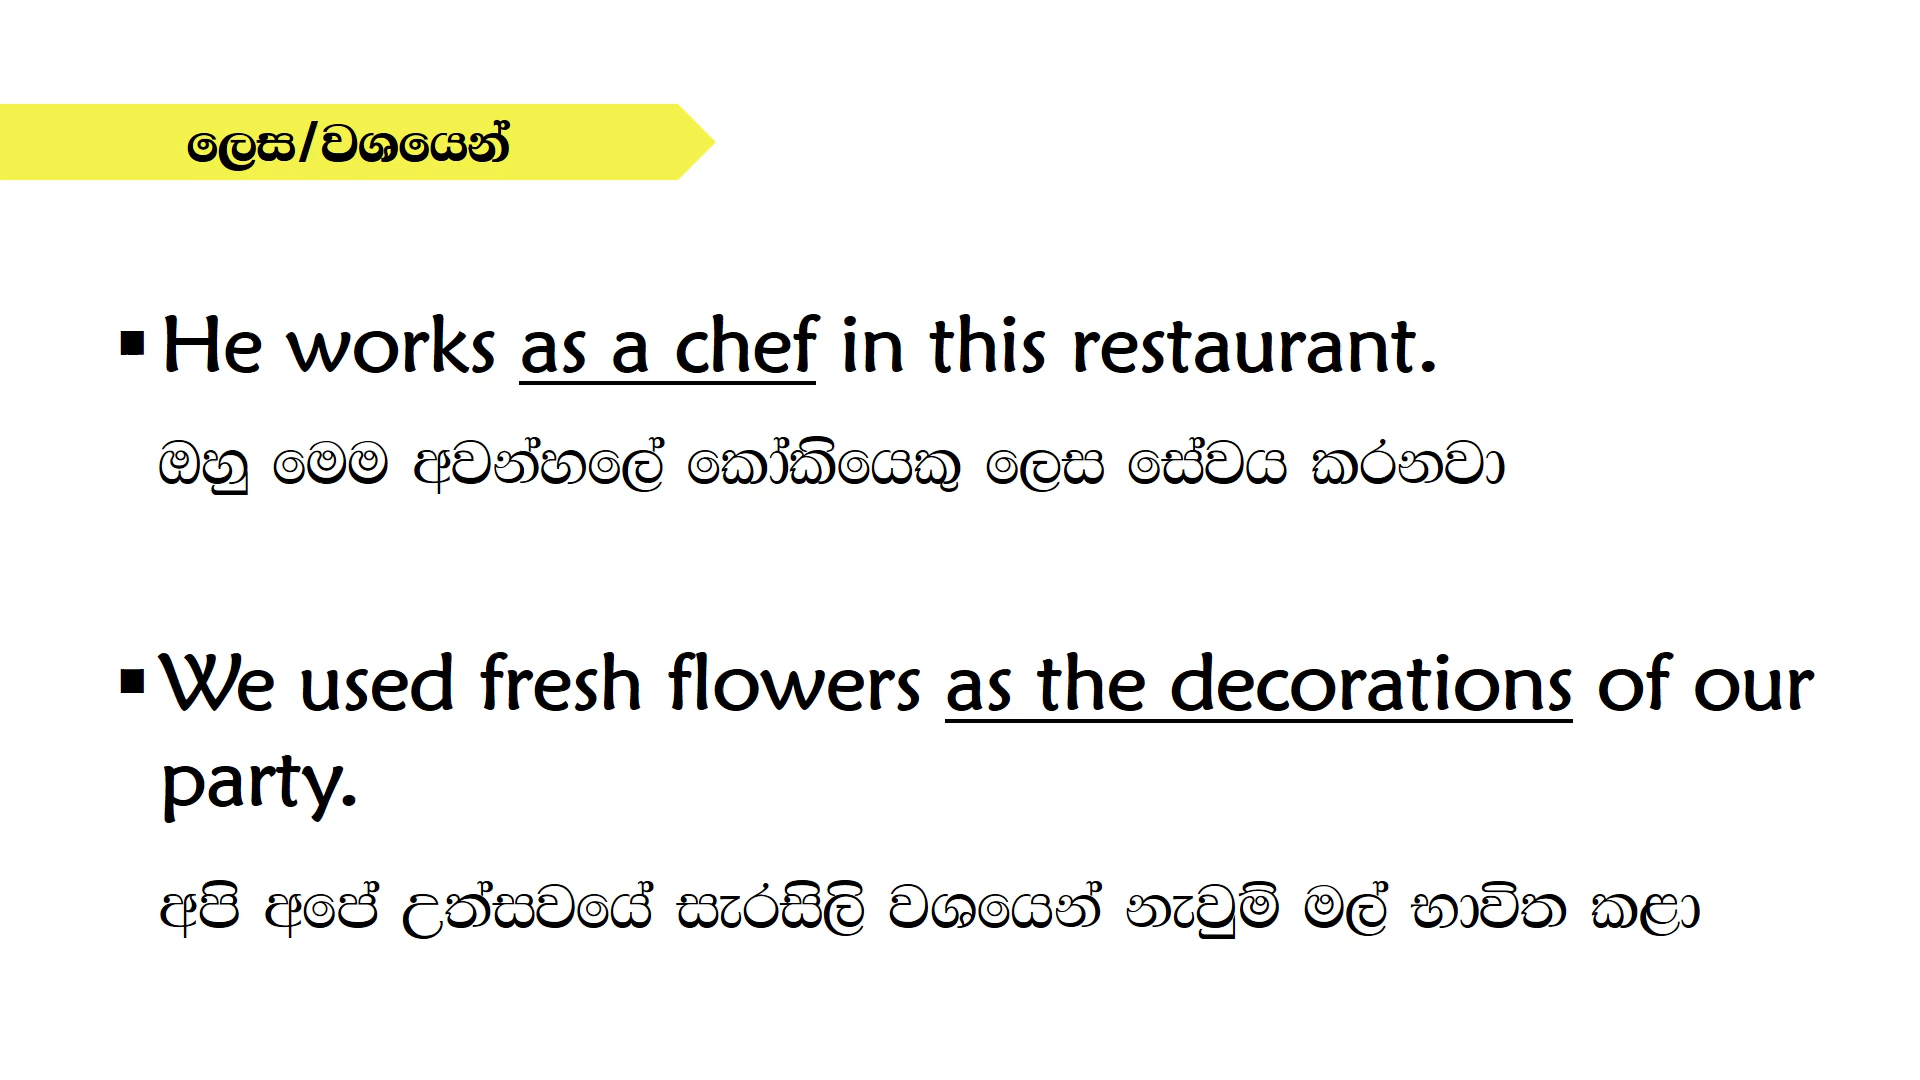 ලෙස/වශයෙන්
▪ He works as a chef in this restaurant.
ඔහු මෙම අවන්හලේ කෝකියෙකු ලෙස සේවය කරනවා
▪ We used fresh flowers as the decorations of our
party.
අපි අපේ උත්සවයේ සැරසිලි වශයෙන් නැවුම් මල් භාවිත කළා